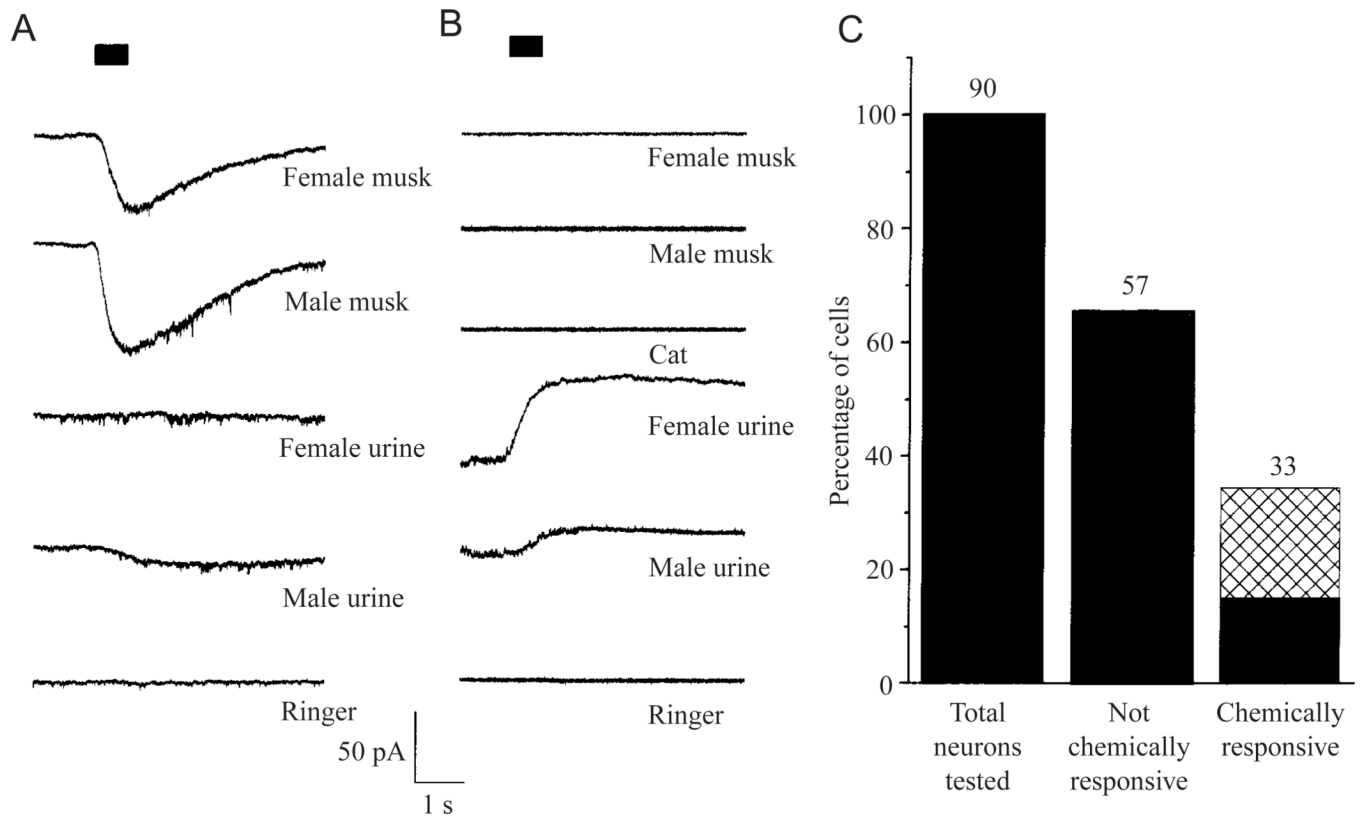 A
Female musk
Male musk
Female urine
Male urine
Ringer
50 pA
1 s
B
Female musk
Male musk
Cat
Female urine
Male urine
Ringer
C
Percentage of cells
100
80
60
40
20
0
90
57
33
Total
neurons
tested
Not
chemically
responsive
Chemically
responsive